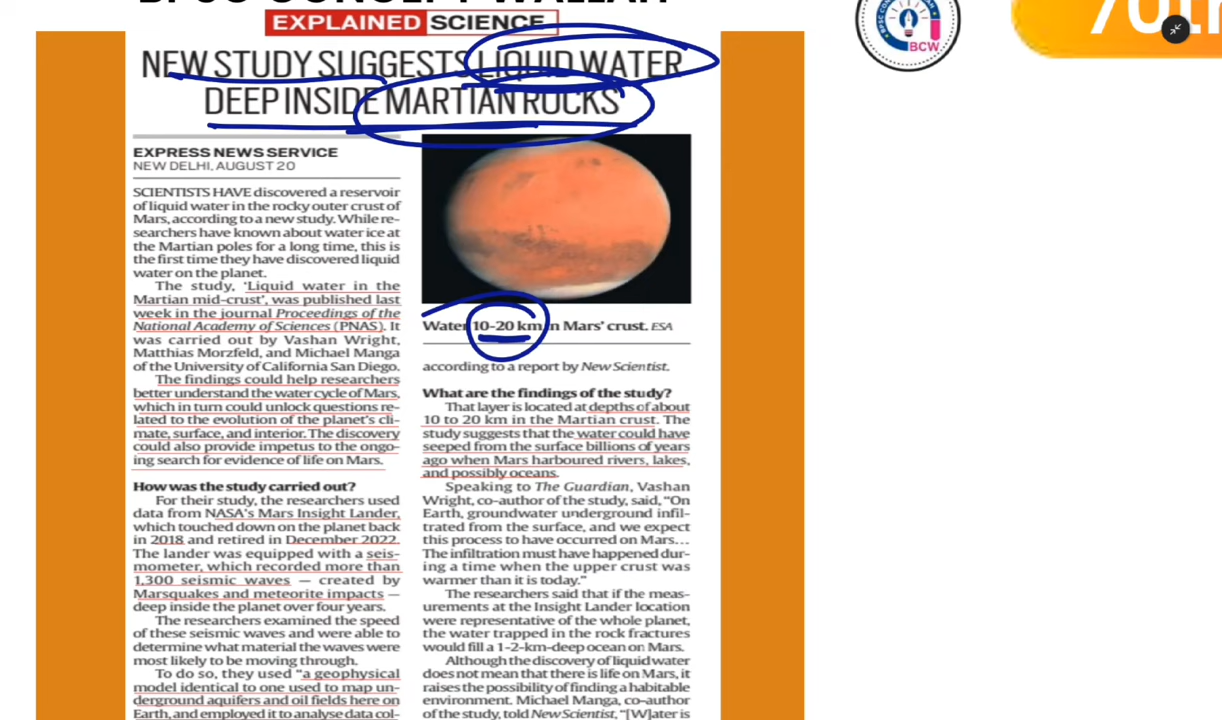 EXPLAINED SCIENCE
70th
BCW
NEW STUDY SUGGESTS LIQUID WATER
DEEP INSIDE MARTIAN ROCKS
EXPRESS NEWS SERVICE
NEW DELHI, AUGUST 20
SCIENTISTS HAVE discovered a reservoir
of liquid water in the rocky outer crust of
Mars, according to a new study. While re-
searchers have known about water ice at
the Martian poles for a long time, this is
the first time they have discovered liquid
water on the planet.
The study, ‘Liquid water in the
Martian mid-crust’, was published last
week in the journal Proceedings of the
National Academy of Sciences (PNAS). It
was carried out by Vashan Wright,
Matthias Morzfeld, and Michael Manga
of the University of California San Diego.
The findings could help researchers
better understand the water cycle of Mars,
which in turn could unlock questions re-
lated to the evolution of the planet's cli-
mate, surface, and interior. The discovery
could also provide impetus to the ongo-
ing search for evidence of life on Mars.
How was the study carried out?
For their study, the researchers used
data from NASA's Mars Insight Lander,
which touched down on the planet back
in 2018 and retired in December 2022.
The lander was equipped with a seis-
mometer, which recorded more than
1,300 seismic waves — created by
Marsquakes and meteorite impacts —
deep inside the planet over four years.
The researchers examined the speed
of these seismic waves and were able to
determine what material the waves were
most likely to be moving through.
To do so, they used “a geophysical
model identical to one used to map un-
derground aquifers and oil fields here on
Earth, and employed it to analyse data col-
Water 10-20 km in Mars’ crust. ESA
according to a report by New Scientist.
What are the findings of the study?
That layer is located at depths of about
10 to 20 km in the Martian crust. The
study suggests that the water could have
seeped from the surface billions of years
ago when Mars harboured rivers, lakes,
and possibly oceans.
Speaking to The Guardian, Vashan
Wright, co-author of the study, said, “On
Earth, groundwater underground infil-
trated from the surface, and we expect
this process to have occurred on Mars…
The infiltration must have happened dur-
ing a time when the upper crust was
warmer than it is today.”
The researchers said that if the meas-
urements at the Insight Lander location
were representative of the whole planet,
the water trapped in the rock fractures
would fill a 1-2-km-deep ocean on Mars.
Although the discovery of liquid water
does not mean that there is life on Mars, it
raises the possibility of finding a habitable
environment. Michael Manga, co-author
of the study, told New Scientist, “[W]ater is